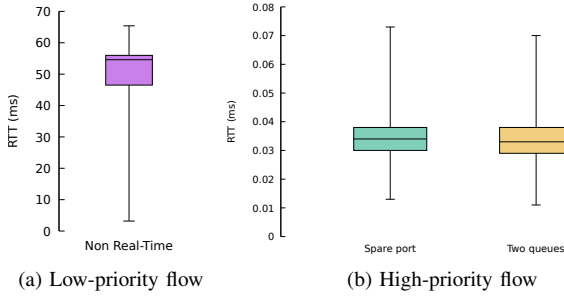 70
60
50
40
30
20
10
0
RTT (ms)
Non Real-Time
(a) Low-priority flow
0.08
0.07
0.06
0.05
0.04
0.03
0.02
0.01
0
RTT (ms)
Spare port Two queues
(b) High-priority flow